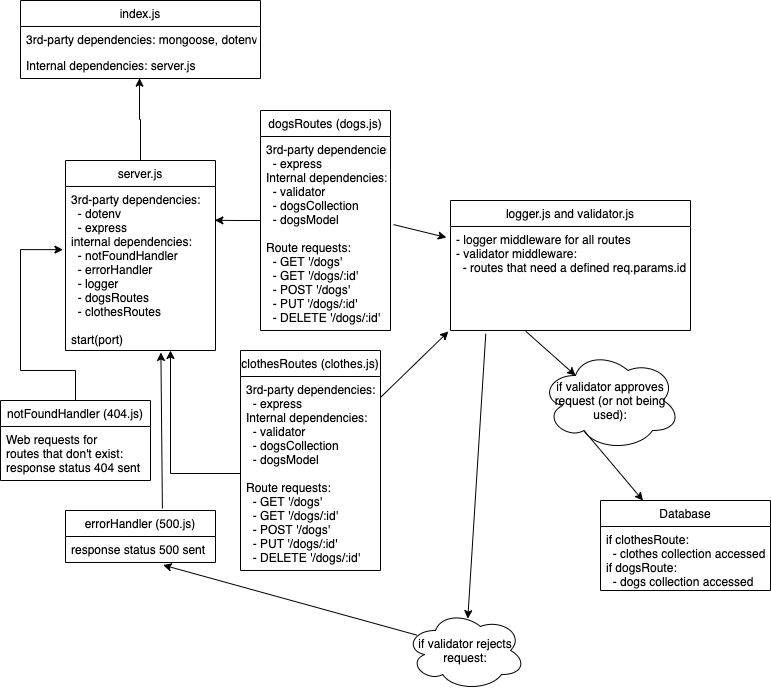 index.js
3rd-party dependencies: mongoose, dotenv
Internal dependencies: server.js
server.js
3rd-party dependencies:
- dotenv
- express
internal dependencies:
- notFoundHandler
- errorHandler
- logger
- dogsRoutes
- clothesRoutes
start(port)
dogsRoutes (dogs.js)
3rd-party dependencie
- express
Internal dependencies:
- validator
- dogsCollection
- dogsModel
Route requests:
- GET '/dogs'
- GET '/dogs/:id'
- POST '/dogs'
- PUT '/dogs/:id'
- DELETE '/dogs/:id'
logger.js and validator.js
- logger middleware for all routes
- validator middleware:
- routes that need a defined req.params.id
clothesRoutes (clothes.js)
3rd-party dependencies:
- express
Internal dependencies:
- validator
- dogsCollection
- dogsModel
Route requests:
- GET '/dogs'
- GET '/dogs/:id'
- POST '/dogs'
- PUT '/dogs/:id'
- DELETE '/dogs/:id'
notFoundHandler (404.js)
Web requests for
routes that don't exist:
response status 404 sent
errorHandler (500.js)
response status 500 sent
if validator approves
request (or not being
used):
Database
if clothesRoute:
- clothes collection accessed
if dogsRoute:
- dogs collection accessed
if validator rejects
request: